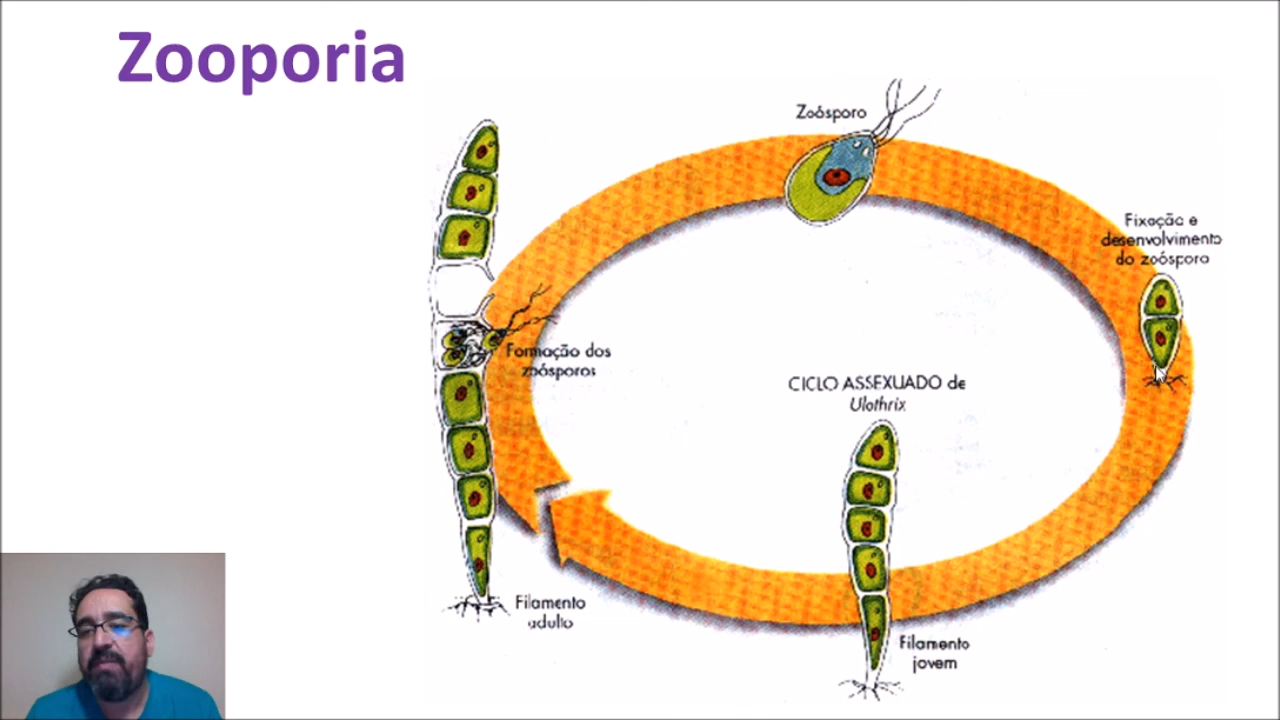 Zooporia
Zoósporo
Fixação e
desenvolvimento
do zoósporo
Formação dos
zoósporos
CICLO ASSEXUADO de
Ulothrix
Filamento
adulto
Filamento
jovem